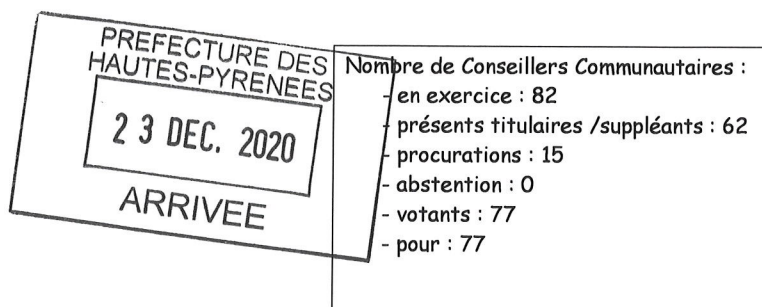 PREFECTURE DES
HAUTES-PYRENEES
23 DEC. 2020
ARRIVEE
Nombre de Conseillers Communautaires :
- en exercice : 82
- présents titulaires /suppléants : 62
- procurations : 15
- abstention : 0
- votants : 77
- pour : 77